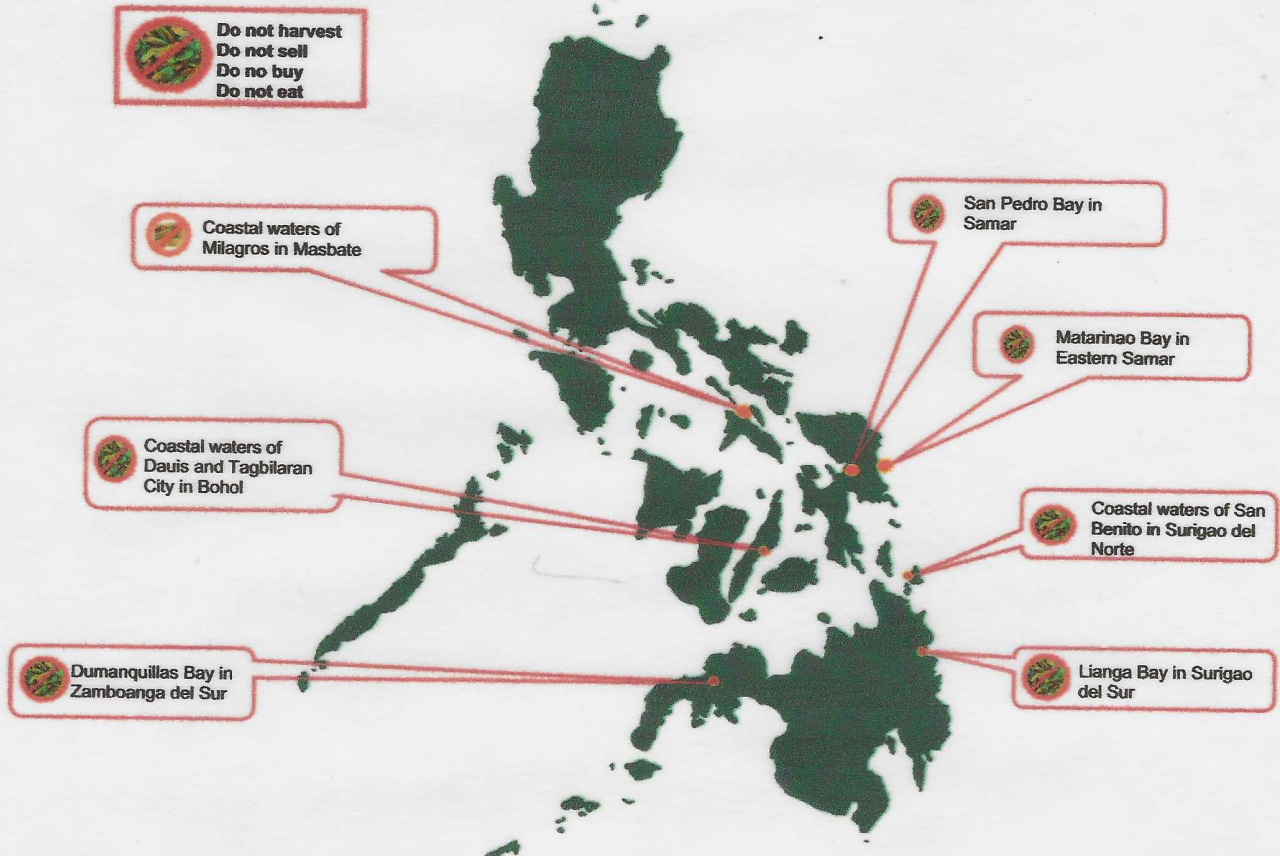 Do not harvest
Do not sell
Do no buy
Do not eat
Coastal waters of
Milagros in Masbate
San Pedro Bay in
Samar
Matarinao Bay in
Eastern Samar
Coastal waters of
Dauis and Tagbilaran
City in Bohol
Coastal waters of San
Benito in Surigao del
Norte
Dumanquillas Bay in
Zamboanga del Sur
Lianga Bay in Surigao
del Sur